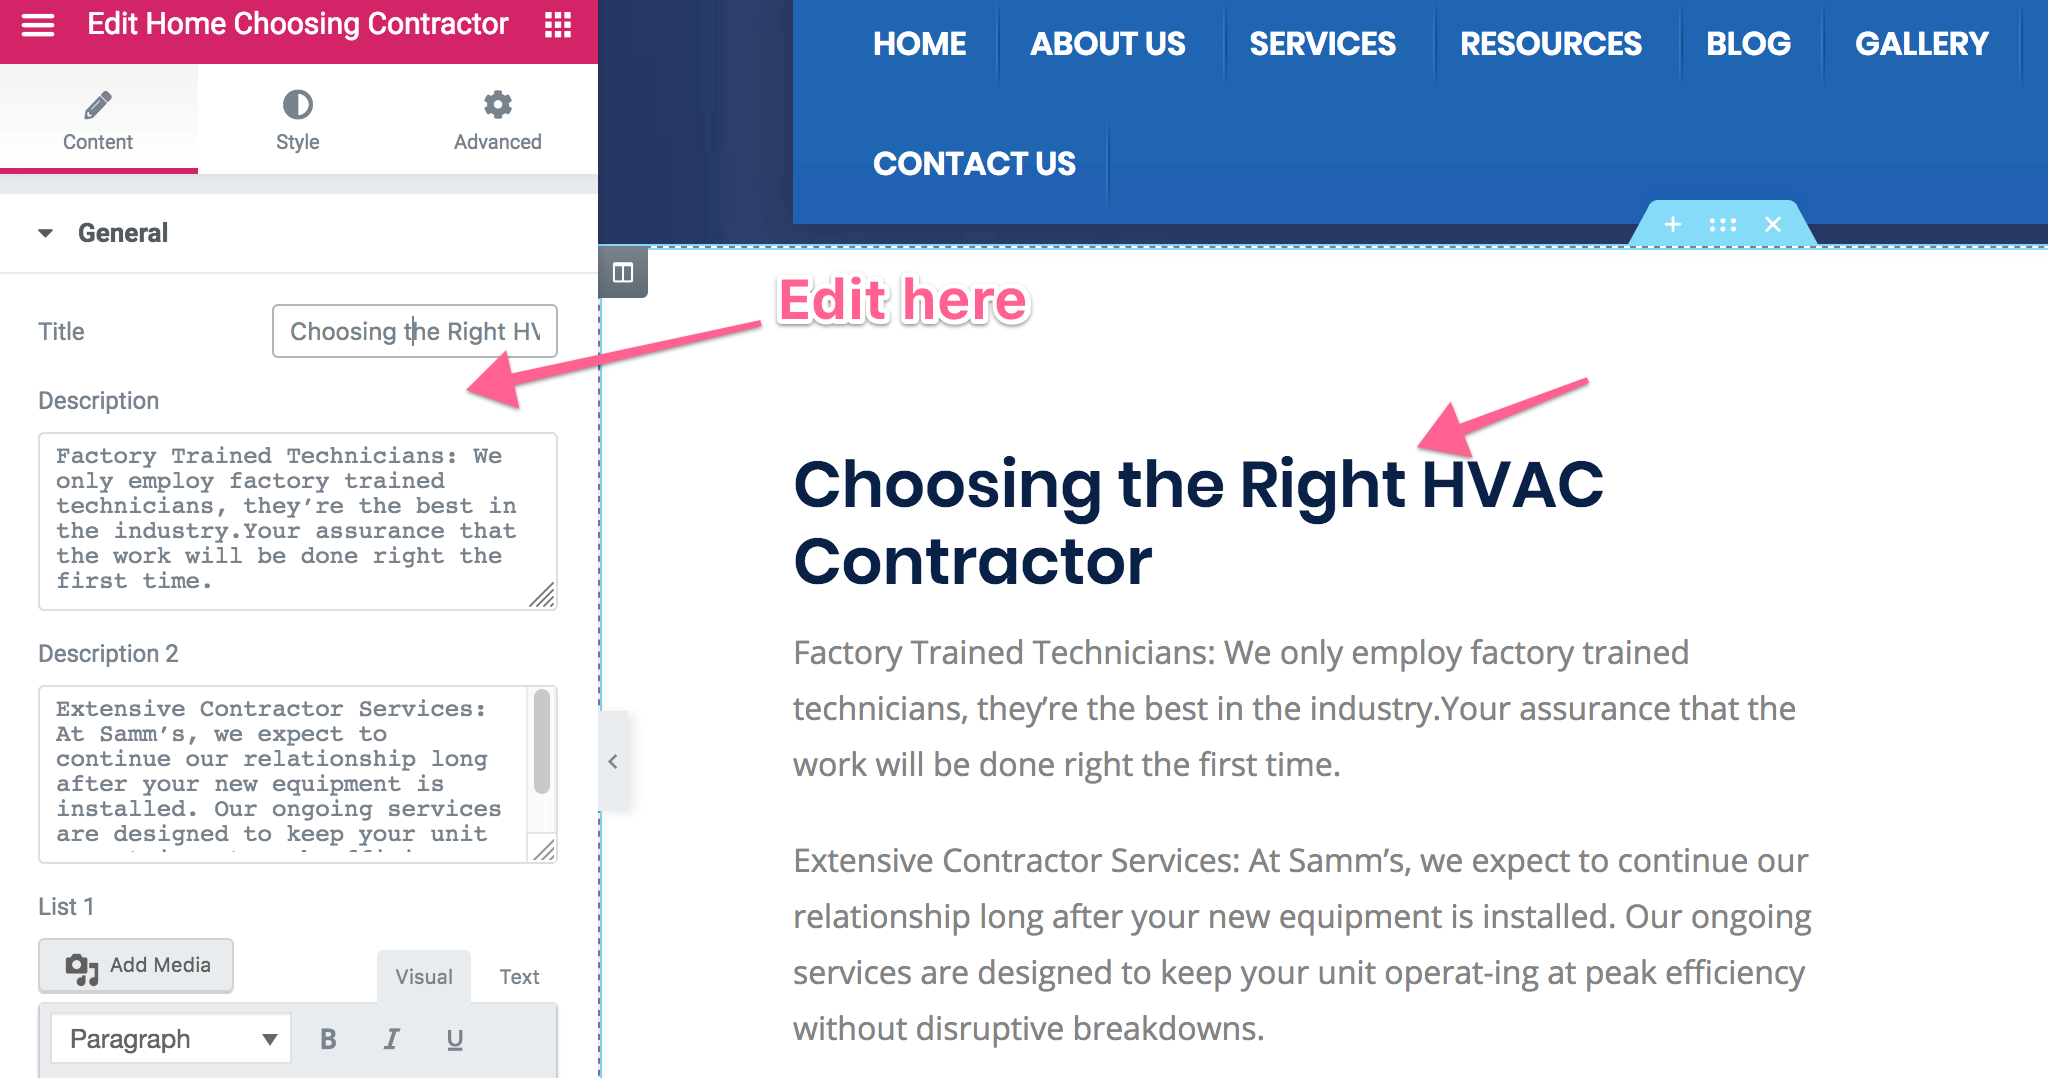 Edit Home Choosing Contractor
Content
Style
Advanced
General
Title
Choosing the Right HV
Description
Factory Trained Technicians: We
only employ factory trained
technicians, they’re the best in
the industry.Your assurance that
the work will be done right the
first time.
Description 2
Extensive Contractor Services:
At Samm’s, we expect to
continue our relationship long
after your new equipment is
installed. Our ongoing services
are designed to keep your unit
List 1
Add Media
Visual
Text
Paragraph
B
I
U
HOME
ABOUT US
SERVICES
RESOURCES
BLOG
GALLERY
CONTACT US
Edit here
Choosing the Right HVAC
Contractor
Factory Trained Technicians: We only employ factory trained
technicians, they’re the best in the industry.Your assurance that the
work will be done right the first time.
Extensive Contractor Services: At Samm’s, we expect to continue our
relationship long after your new equipment is installed. Our ongoing
services are designed to keep your unit operat-ing at peak efficiency
without disruptive breakdowns.